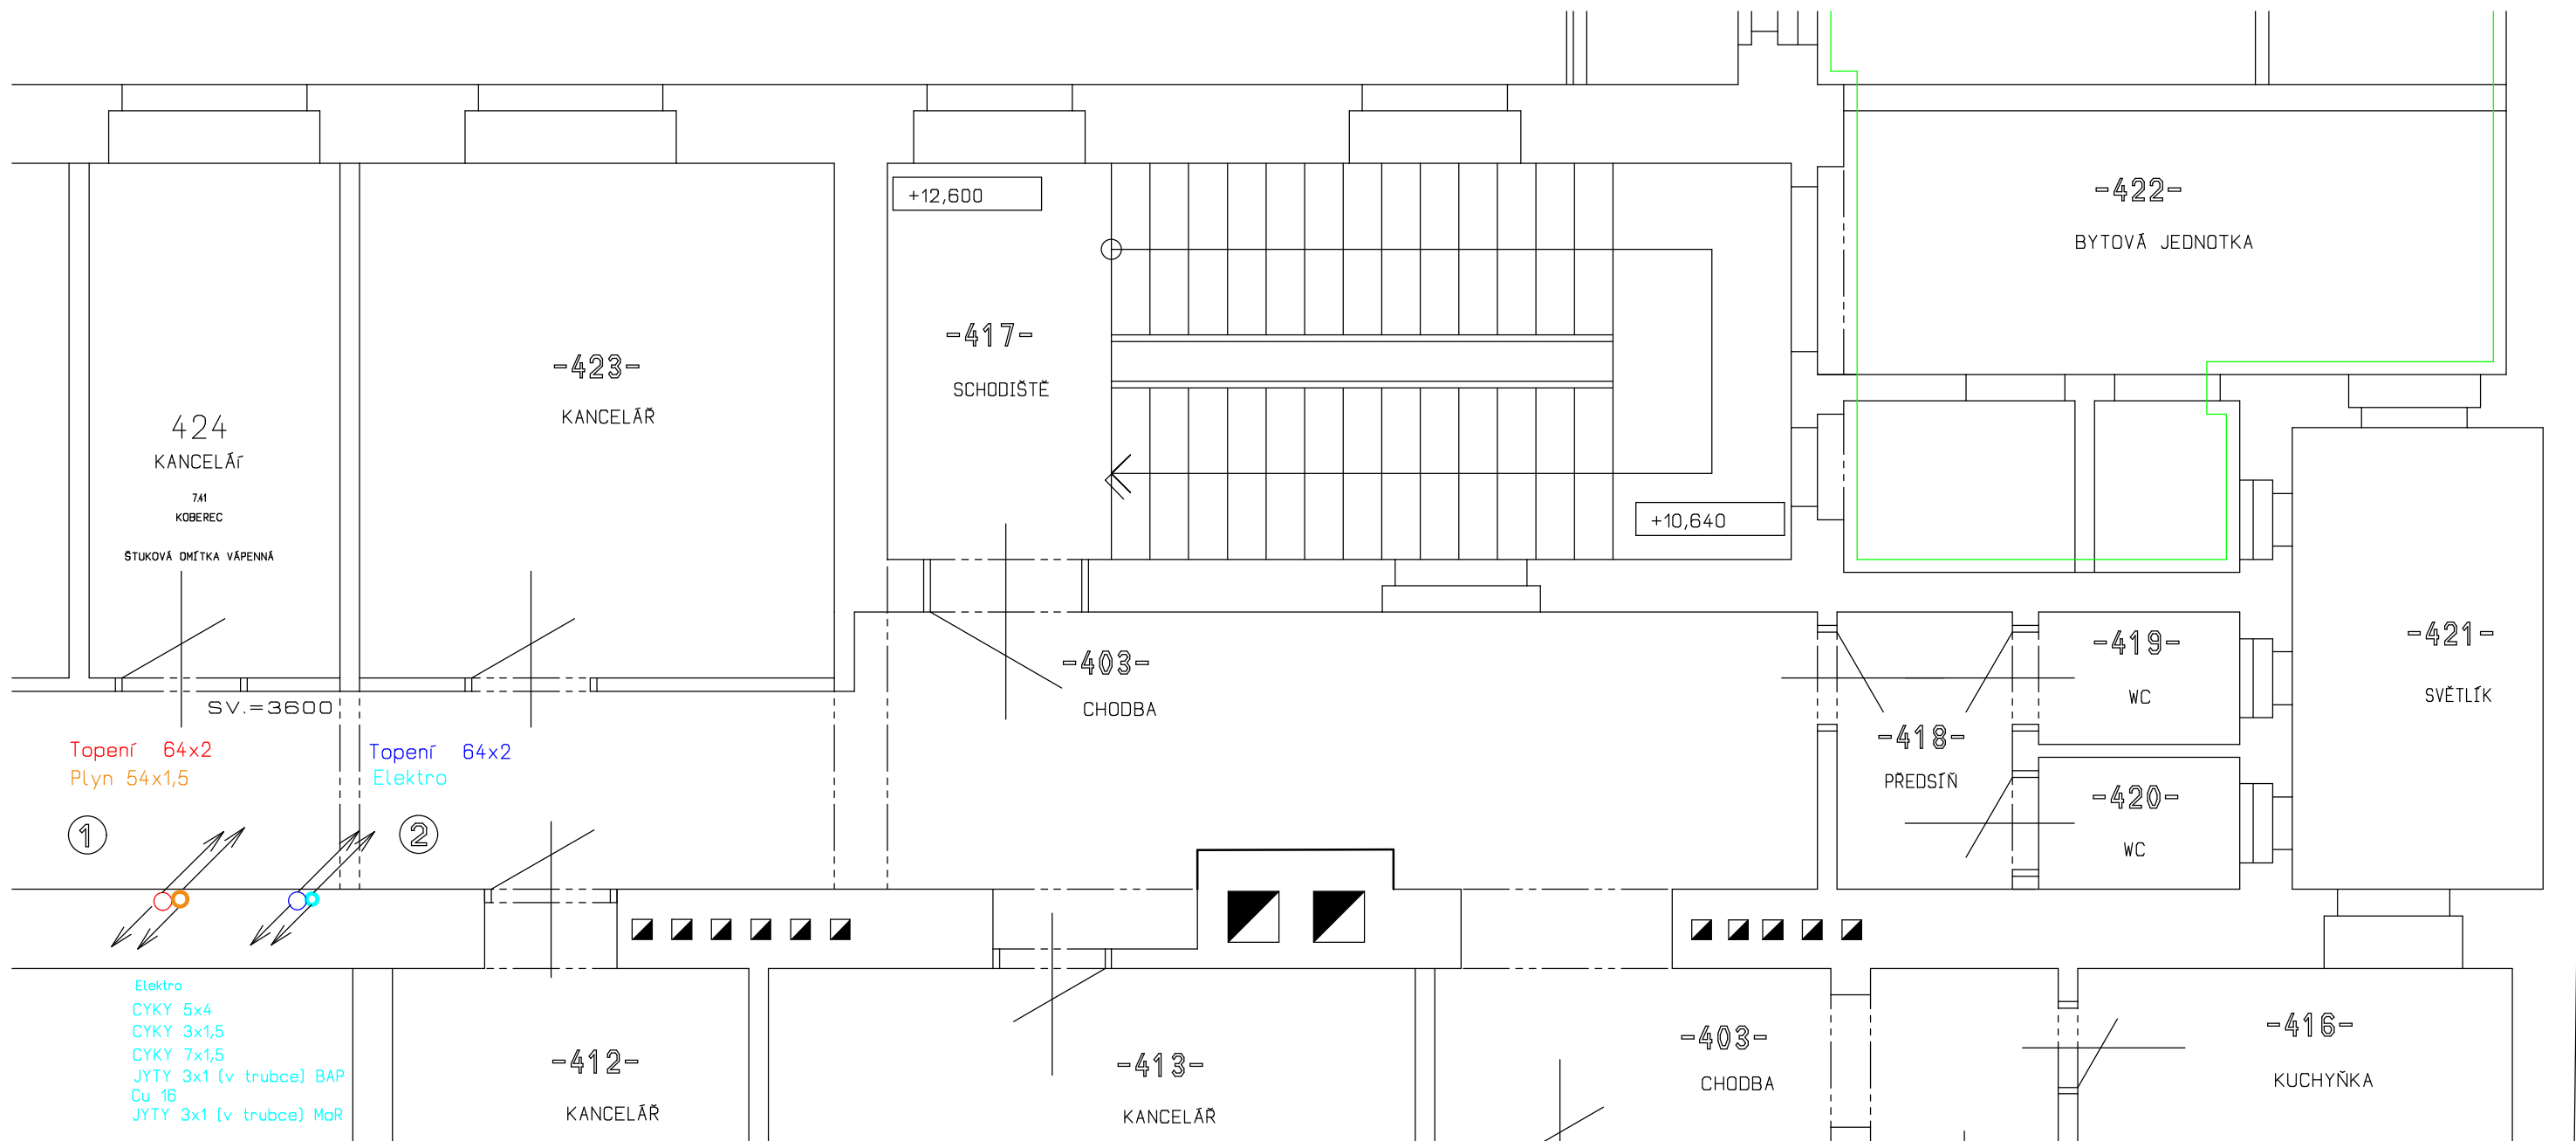 +12,600
-422-
BYTOVÁ JEDNOTKA
-417-
SCHODIŠTĚ
-423-
KANCELÁŘ
424
KANCELÁŕ
7.41
KOBEREC
ŠTUKOVÁ OMÍTKA VÁPENNÁ
+10,640
-403-
CHODBA
-419-
WC
-421-
SVĚTLÍK
-418-
PŘEDSÍŇ
-420-
WC
SV.=3600
Topení 64x2
Plyn 54x1,5
Topení 64x2
Elektro
1
2
Elektro
CYKY 5x4
CYKY 3x1,5
CYKY 7x1,5
JYTY 3x1 (v trubce) BAP
Cu 16
JYTY 3x1 (v trubce) MaR
-412-
KANCELÁŘ
-413-
KANCELÁŘ
-403-
CHODBA
-416-
KUCHYŇKA